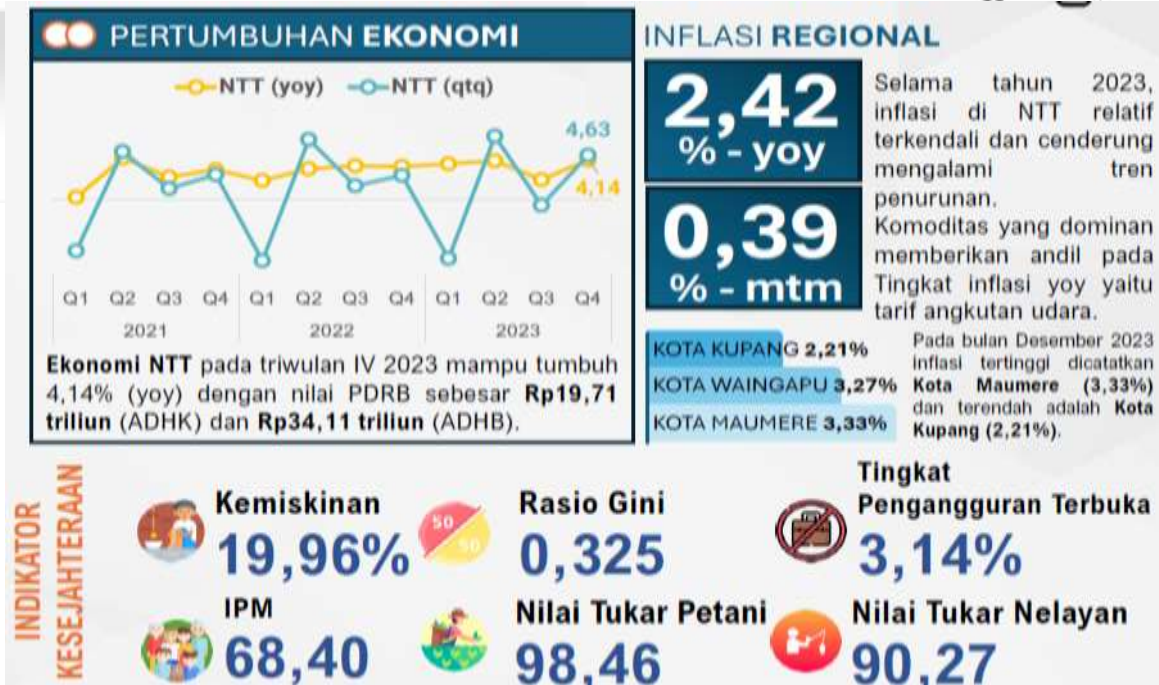 PERTUMBUHAN EKONOMI
NTT (yoy) NTT (qtq)
4,63
4,14
Q1 Q2 Q3 Q4 Q1 Q2 Q3 Q4 Q1 Q2 Q3 Q4
2021 2022 2023
Ekonomi NTT pada triwulan IV 2023 mampu tumbuh
4,14% (yoy) dengan nilai PDRB sebesar Rp19,71
triliun (ADHK) dan Rp34,11 triliun (ADHB).
INFLASI REGIONAL
2,42
% - yoy
0,39
% - mtm
Selama tahun 2023,
inflasi di NTT relatif
terkendali dan cenderung
mengalami tren
penurunan.
Komoditas yang dominan
memberikan andil pada
Tingkat inflasi yoy yaitu
tarif angkutan udara.
KOTA KUPANG 2,21%
KOTA WAINGAPU 3,27%
KOTA MAUMERE 3,33%
Pada bulan Desember 2023
inflasi tertinggi dicatatkan
Kota Maumere (3,33%)
dan terendah adalah Kota
Kupang (2,21%).
INDIKATOR
KESEJAHTERAAN
Kemiskinan
19,96%
50
50
Rasio Gini
0,325
Tingkat
Pengangguran Terbuka
3,14%
IPM
68,40
Nilai Tukar Petani
98,46
Nilai Tukar Nelayan
90,27